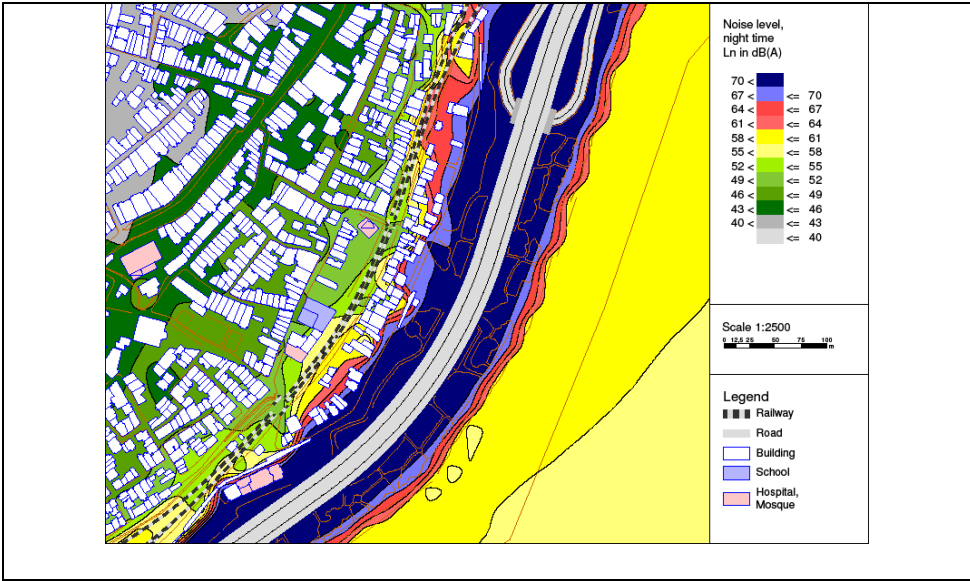 Noise level,
night time
Ln in dB(A)
70 <
67 < <= 70
64 < <= 67
61 < <= 64
58 < <= 61
55 < <= 58
52 < <= 55
49 < <= 52
46 < <= 49
43 < <= 46
40 < <= 43
<= 40
Scale 1:2500
0 12,5 25 50 75 100
m
Legend
Railway
Road
Building
School
Hospital,
Mosque